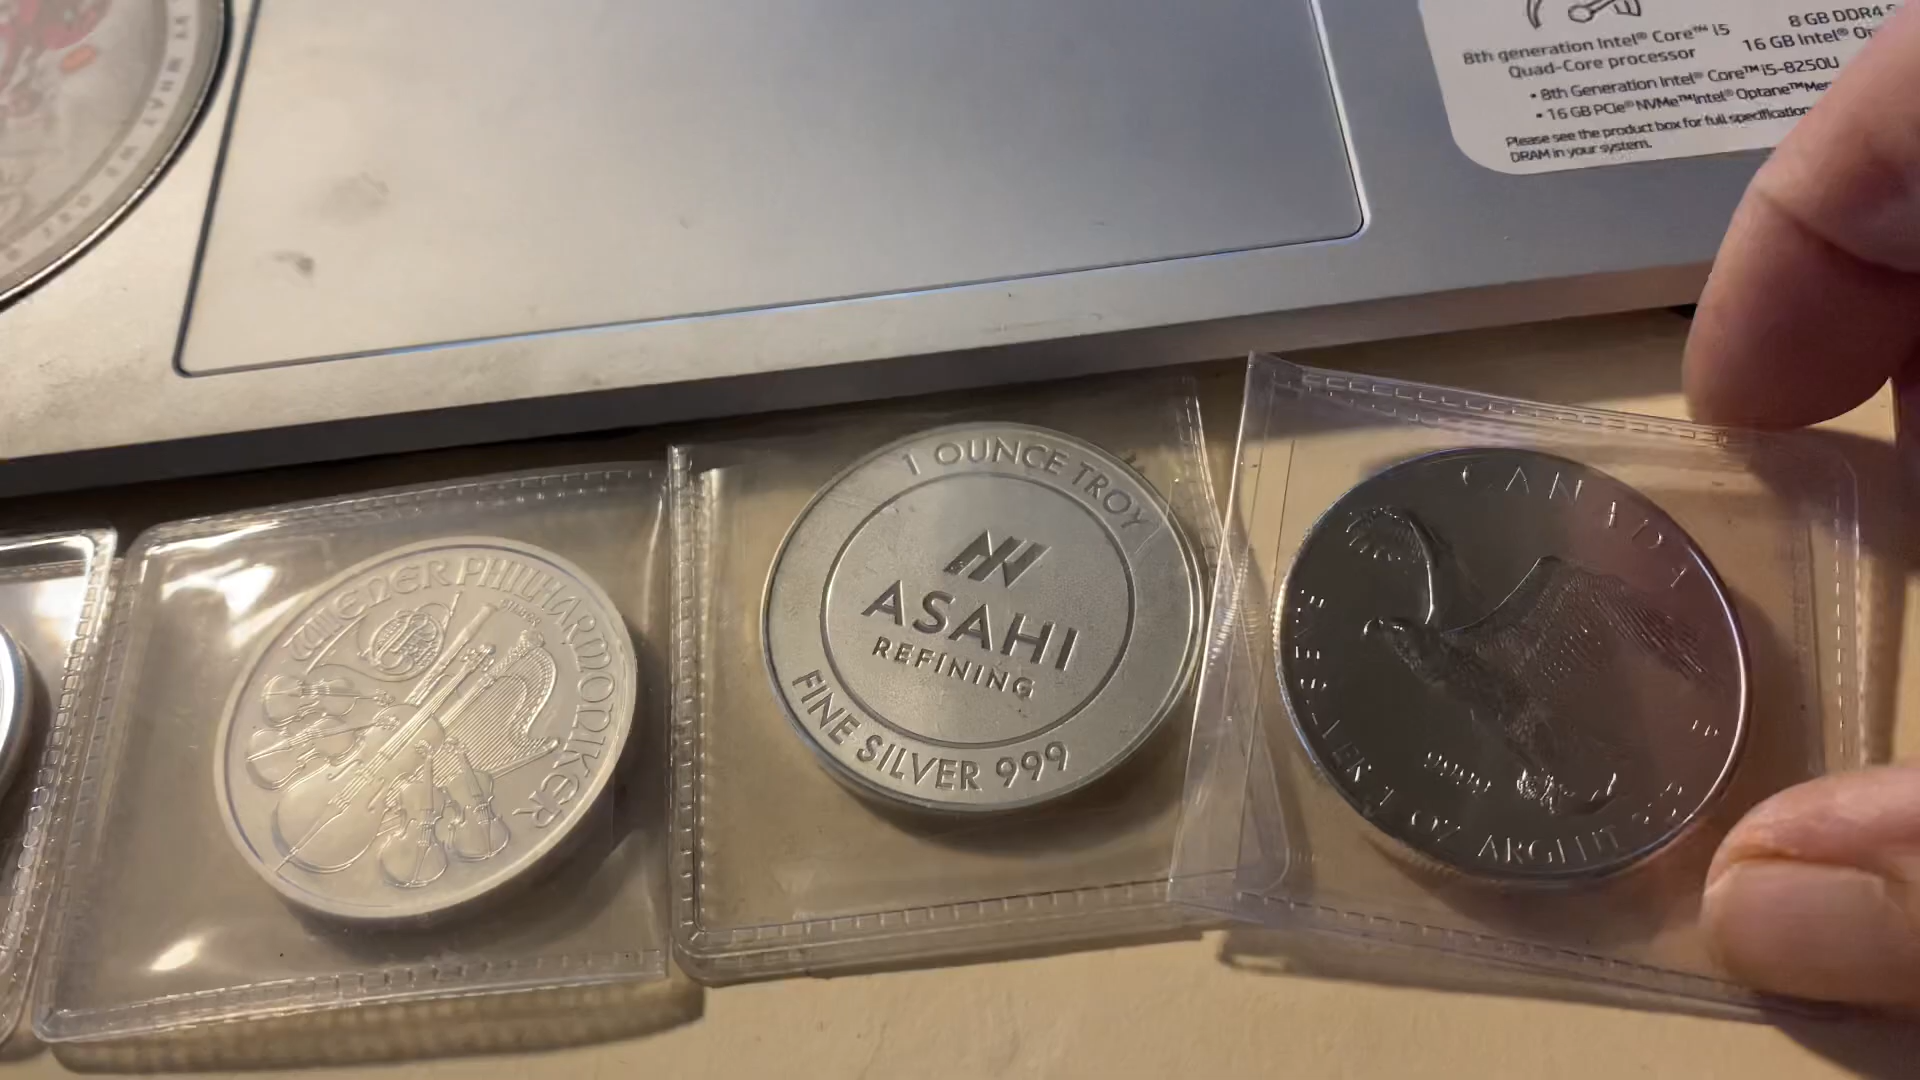 8 GB DDR4
8th generation Intel® Core™ i5
16 GB Intel®
Quad-Core processor
• 8th Generation Intel® Core™ i5-8250U
• 16 GB PCIe® NVMe™ Intel® Optane™
Please see the product box for full
DRAM in your system.
WIENER PHILHARMONIKER
SILBER
1 OUNCE TROY
ASAHI
REFINING
FINE SILVER 999
CANADA
9999
1 OZ ARGENT